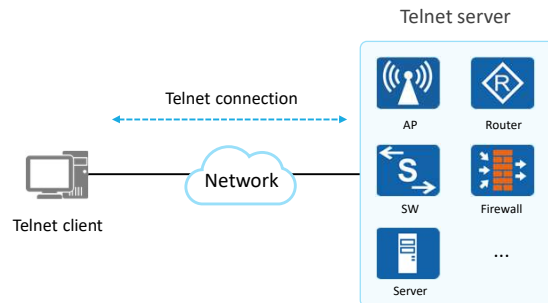 Telnet server
Telnet connection
R
AP
Router
Network
S
SW
Firewall
Telnet client
Server
...